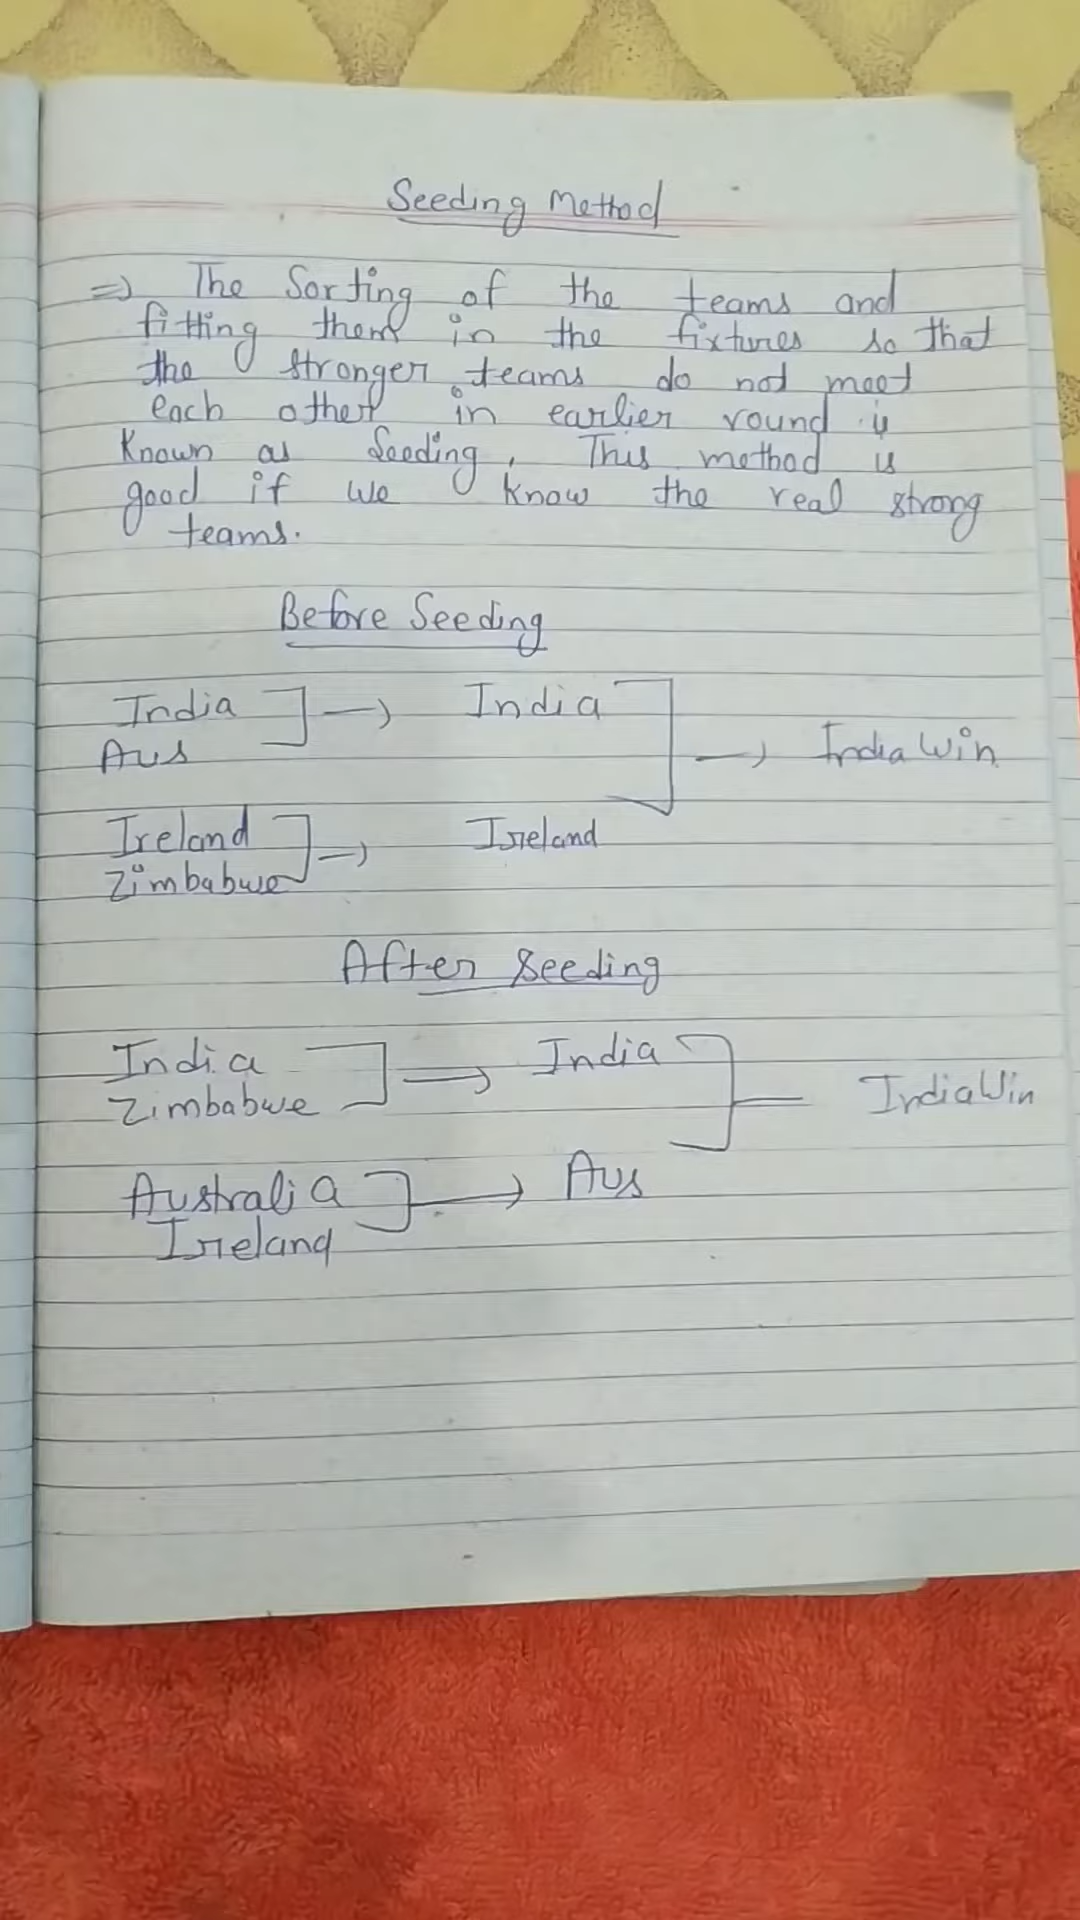 Seeding Method
=> The Sorting of the teams and
fitting them in the fixtures so that
the stronger teams do not meet
each other in earlier round is
Known as Seeding, This method is
good if we know the real strong
teams.
Before Seeding
India ] → India ] → India Win
Aus
Ireland ] → Ireland
Zimbabwe
After Seeding
India ] → India ] — India Win
Zimbabwe
Australia ] → Aus
Ireland